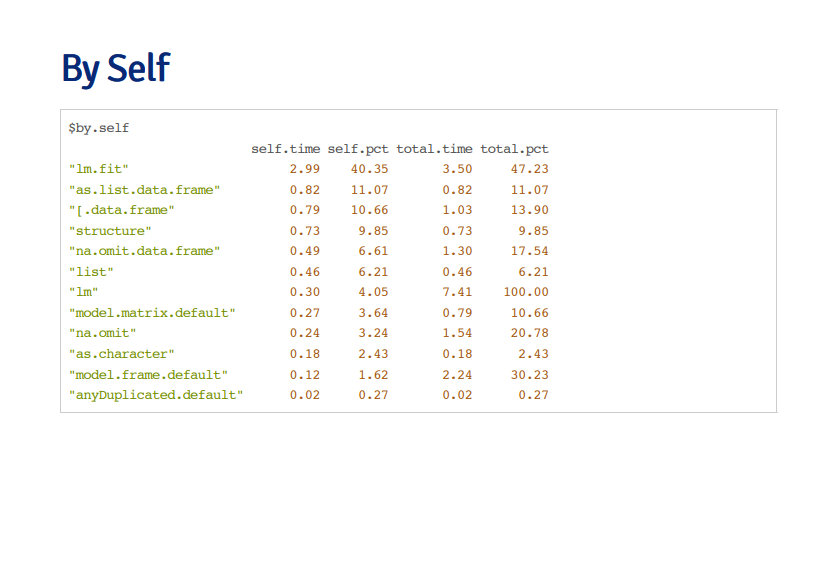 By Self
$by.self
self.time self.pct total.time total.pct
"lm.fit" 2.99 40.35 3.50 47.23
"as.list.data.frame" 0.82 11.07 0.82 11.07
"[.data.frame" 0.79 10.66 1.03 13.90
"structure" 0.73 9.85 0.73 9.85
"na.omit.data.frame" 0.49 6.61 1.30 17.54
"list" 0.46 6.21 0.46 6.21
"lm" 0.30 4.05 7.41 100.00
"model.matrix.default" 0.27 3.64 0.79 10.66
"na.omit" 0.24 3.24 1.54 20.78
"as.character" 0.18 2.43 0.18 2.43
"model.frame.default" 0.12 1.62 2.24 30.23
"anyDuplicated.default" 0.02 0.27 0.02 0.27